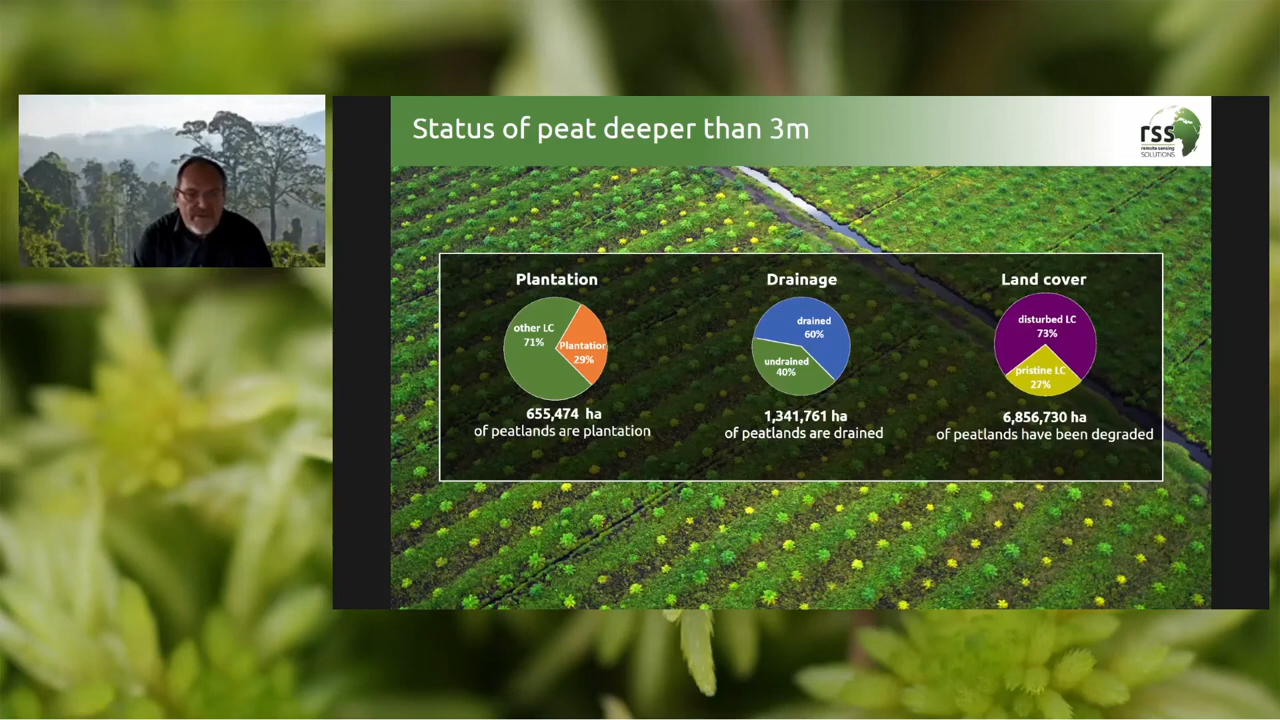 Status of peat deeper than 3m
rss
remote sensing
SOLUTIONS
Plantation
other LC
71%
Plantation
29%
655,474 ha
of peatlands are plantation
Drainage
drained
60%
undrained
40%
1,341,761 ha
of peatlands are drained
Land cover
disturbed LC
73%
pristine LC
27%
6,856,730 ha
of peatlands have been degraded